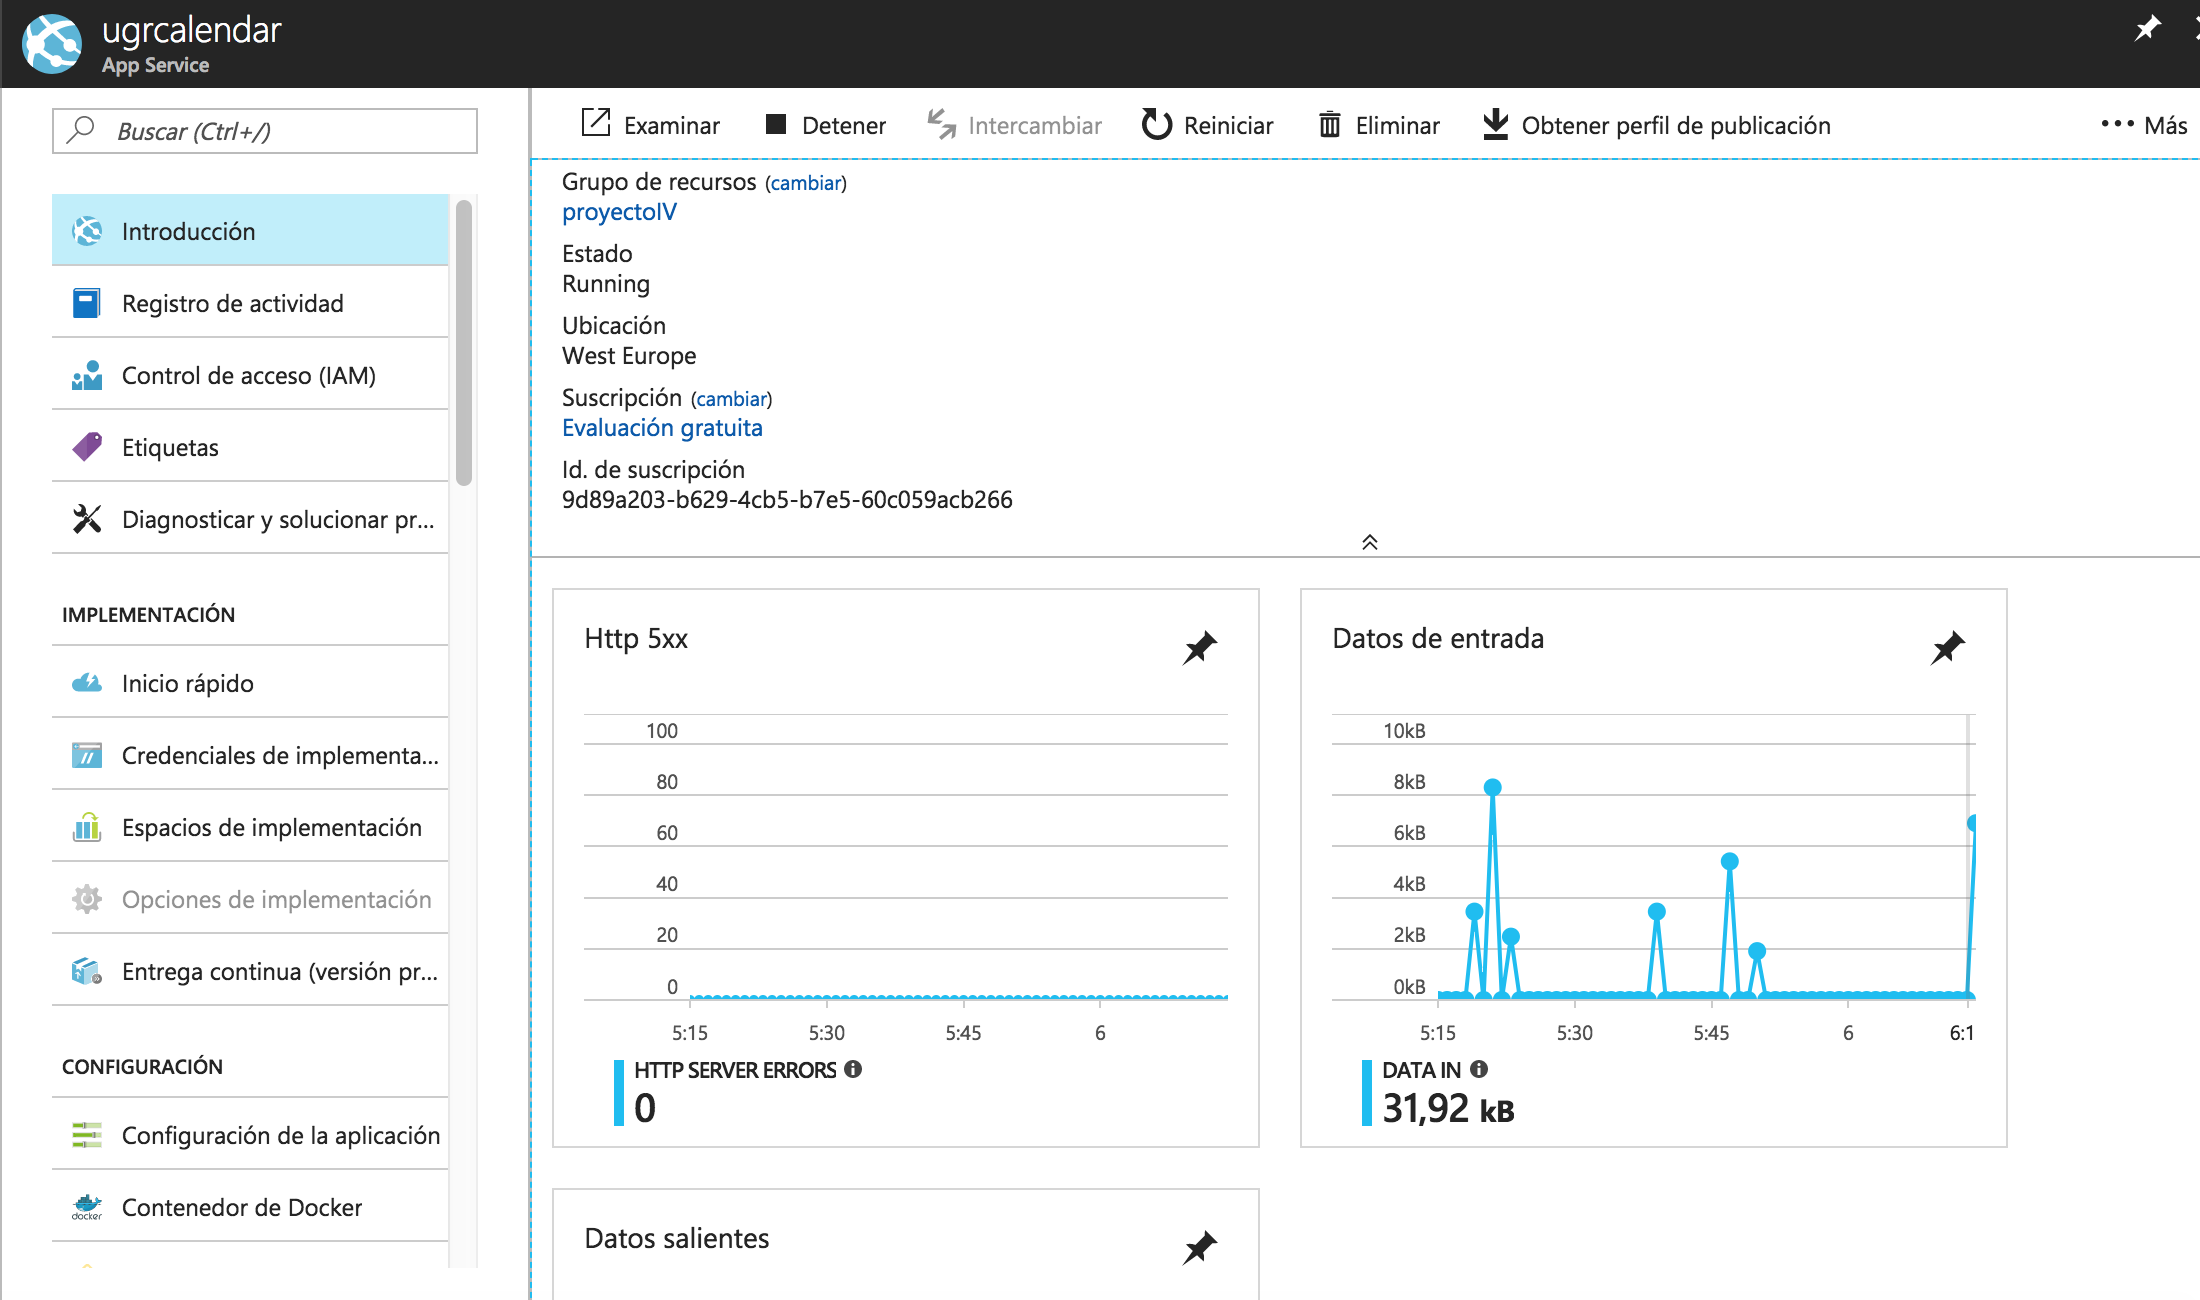 ugrcalendar
App Service
Buscar (Ctrl+/)
Introducción
Registro de actividad
Control de acceso (IAM)
Etiquetas
Diagnosticar y solucionar pr...
IMPLEMENTACIÓN
Inicio rápido
Credenciales de implementa...
Espacios de implementación
Opciones de implementación
Entrega continua (versión pr...
CONFIGURACIÓN
Configuración de la aplicación
docker
Contenedor de Docker
Examinar Detener Intercambiar Reiniciar Eliminar Obtener perfil de publicación ••• Más
Grupo de recursos (cambiar)
proyectoIV
Estado
Running
Ubicación
West Europe
Suscripción (cambiar)
Evaluación gratuita
Id. de suscripción
9d89a203-b629-4cb5-b7e5-60c059acb266
Http 5xx
100
80
60
40
20
0
5:15 5:30 5:45 6
HTTP SERVER ERRORS
0
Datos de entrada
10kB
8kB
6kB
4kB
2kB
0kB
5:15 5:30 5:45 6 6:1
DATA IN
31,92 kB
Datos salientes